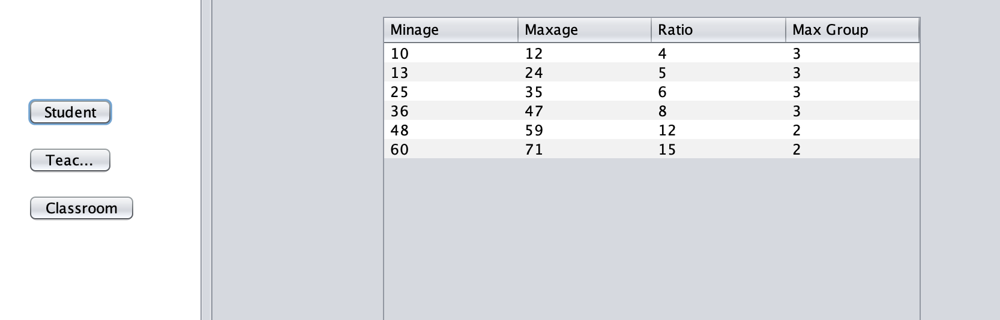 Student
Teac...
Classroom
Minage Maxage Ratio Max Group
10 12 4 3
13 24 5 3
25 35 6 3
36 47 8 3
48 59 12 2
60 71 15 2